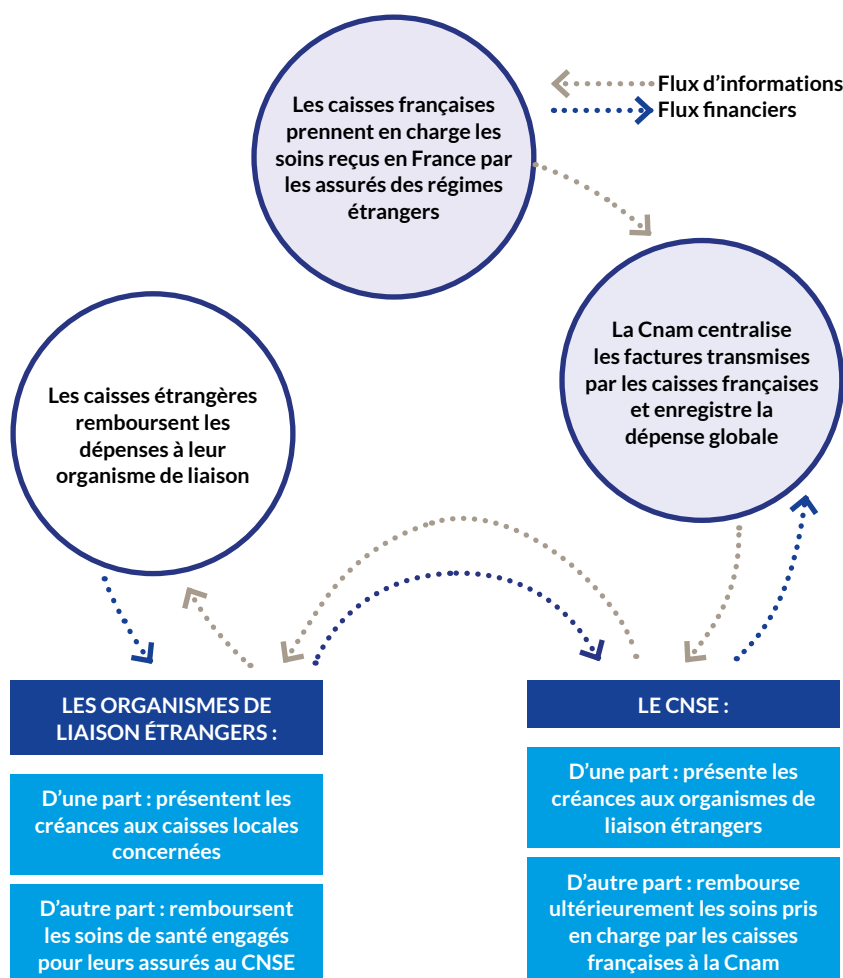 Flux d'informations
Flux financiers
Les caisses françaises
prennent en charge les
soins reçus en France par
les assurés des régimes
étrangers
La Cnam centralise
les factures transmises
par les caisses françaises
et enregistre la
dépense globale
Les caisses étrangères
remboursent les
dépenses à leur
organisme de liaison
LES ORGANISMES DE
LIAISON ÉTRANGERS :
D'une part : présentent les
créances aux caisses locales
concernées
D'autre part : remboursent
les soins de santé engagés
pour leurs assurés au CNSE
LE CNSE :
D'une part : présente les
créances aux organismes de
liaison étrangers
D'autre part : rembourse
ultérieurement les soins pris
en charge par les caisses
françaises à la Cnam